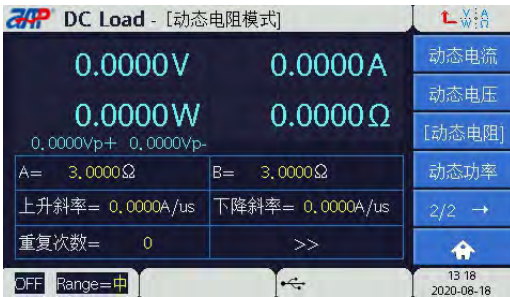 DC Load - [动态电阻模式]
V A
W Ω
0.0000V 0.0000A
0.0000W 0.0000Ω
0.0000Vp+ 0.0000Vp-
A= 3.0000Ω B= 3.0000Ω
上升斜率= 0.0000A/us 下降斜率= 0.0000A/us
重复次数= 0 >>
动态电流
动态电压
[动态电阻]
动态功率
2/2 →
OFF Range=中
13 18
2020-08-18